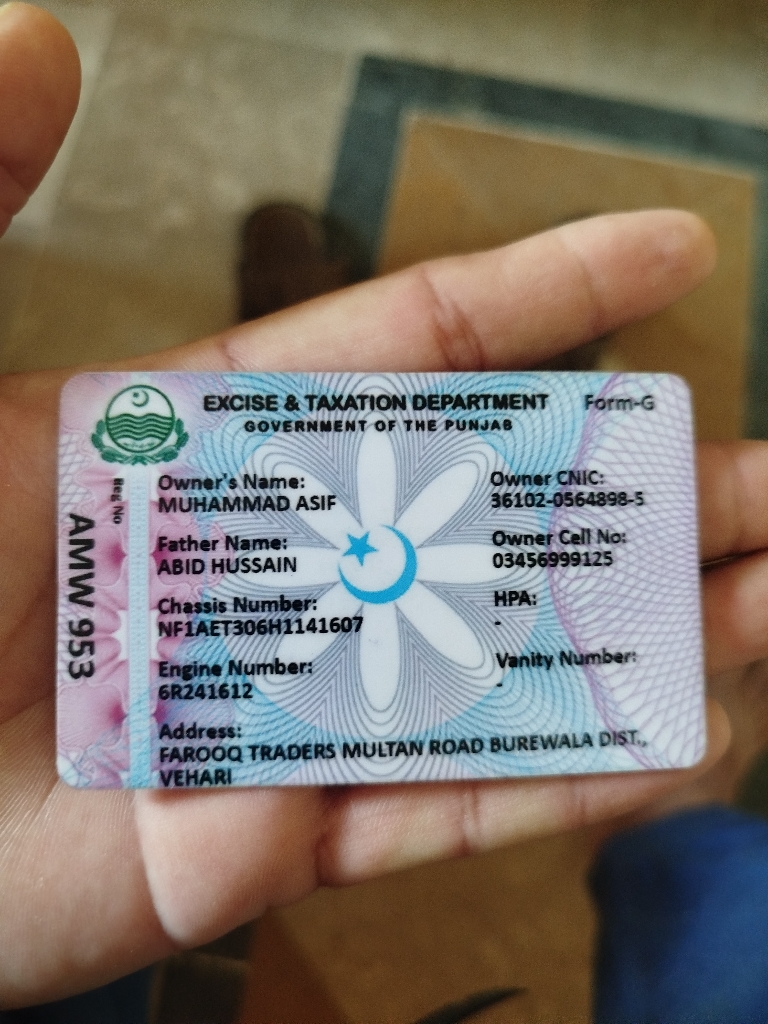 EXCISE & TAXATION DEPARTMENT Form-G
GOVERNMENT OF THE PUNJAB
Reg No
AMW 953
Owner's Name:
MUHAMMAD ASIF
Owner CNIC:
36102-0564898-5
Father Name:
ABID HUSSAIN
Owner Cell No:
03456999125
Chassis Number:
NF1AET306H1141607
HPA:
-
Engine Number:
6R241612
Vanity Number:
-
Address:
FAROOQ TRADERS MULTAN ROAD BUREWALA DIST.,
VEHARI